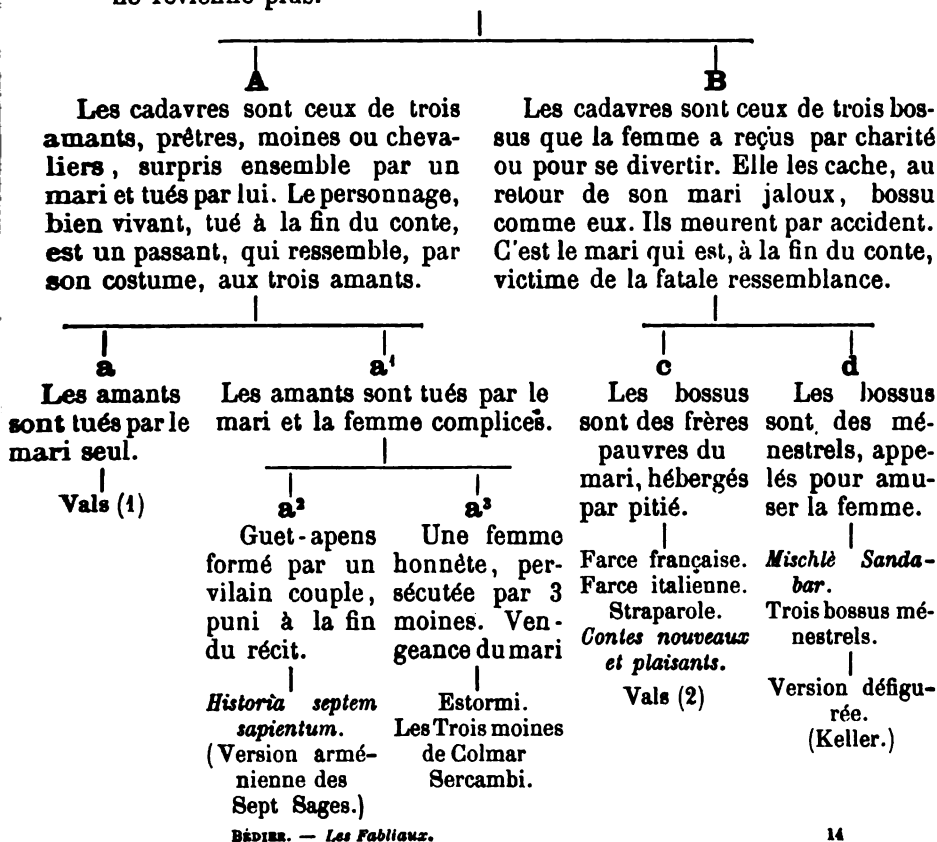 ne revienne plus.
A
Les cadavres sont ceux de trois
amants, prêtres, moines ou cheva-
liers, surpris ensemble par un
mari et tués par lui. Le personnage,
bien vivant, tué à la fin du conte,
est un passant, qui ressemble, par
son costume, aux trois amants.
B
Les cadavres sont ceux de trois bos-
sus que la femme a reçus par charité
ou pour se divertir. Elle les cache, au
retour de son mari jaloux, bossu
comme eux. Ils meurent par accident.
C'est le mari qui est, à la fin du conte,
victime de la fatale ressemblance.
a
Les amants
sont tués par le
mari seul.
Vals (1)
a¹
Les amants sont tués par le
mari et la femme complices.
a²
Guet-apens
formé par un
vilain couple,
puni à la fin
du récit.
Historia septem
sapientum.
(Version armé-
nienne des
Sept Sages.)
a³
Une femme
honnête, per-
sécutée par 3
moines. Ven-
geance du mari
Estormi.
Les Trois moines
de Colmar
Sercambi.
c
Les bossus
sont des frères
pauvres du
mari, hébergés
par pitié.
Farce française.
Farce italienne.
Straparole.
Contes nouveaux
et plaisants.
Vals (2)
d
Les bossus
sont des mé-
nestrels, appe-
lés pour amu-
ser la femme.
Mischlè Sanda-
bar.
Trois bossus mé-
nestrels.
Version défigu-
rée.
(Keller.)
BÉDIER. — Les Fabliaux. 14